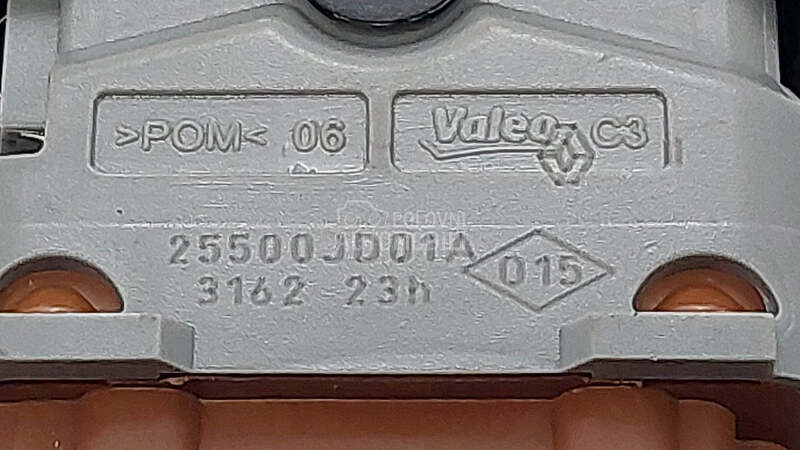 >POM< 06
Valeo C3
25500JD01A
015
3162 23h